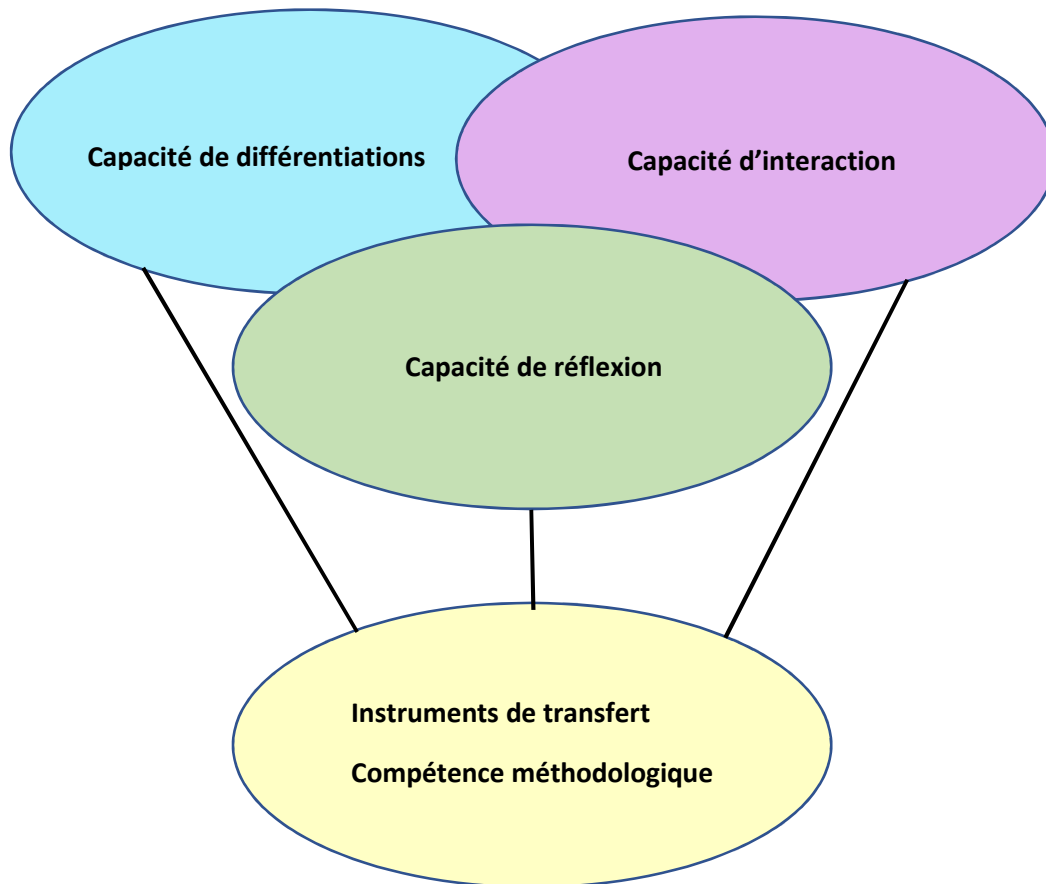 Capacité de différentiations
Capacité d’interaction
Capacité de réflexion
Instruments de transfert
Compétence méthodologique